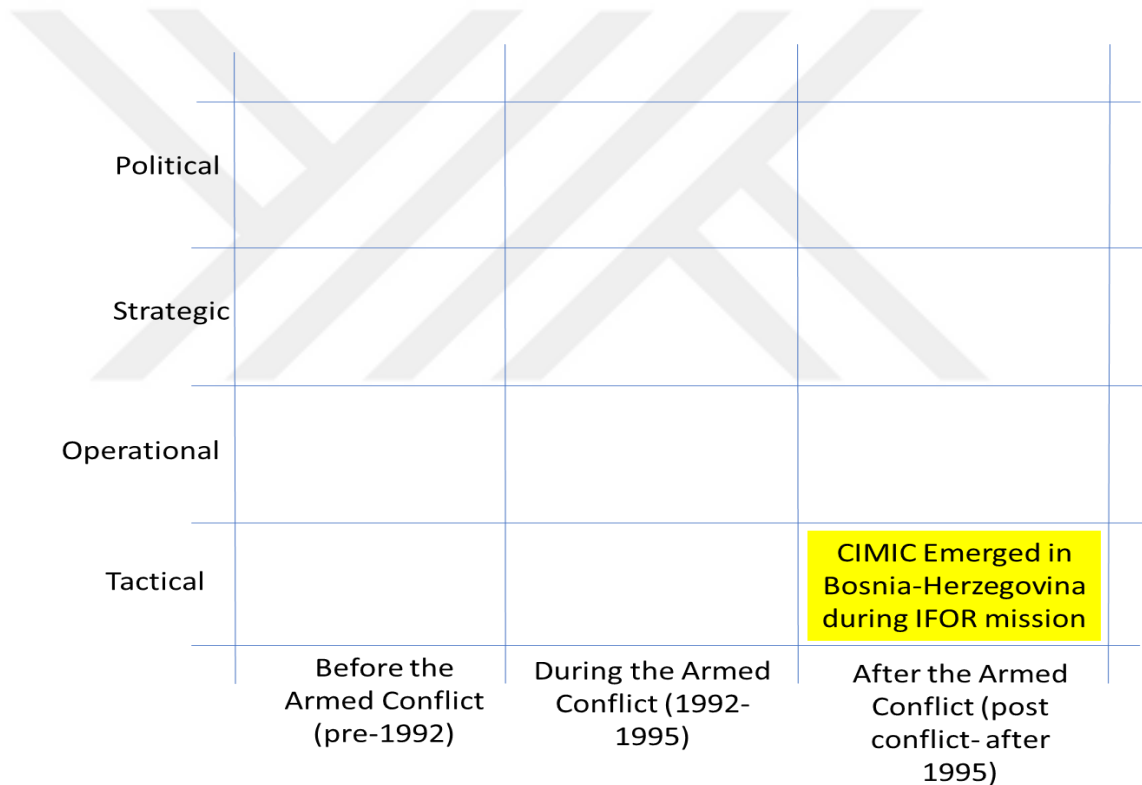 Political
Strategic
Operational
Tactical
CIMIC Emerged in
Bosnia-Herzegovina
during IFOR mission
Before the
Armed Conflict
(pre-1992)
During the Armed
Conflict (1992-
1995)
After the Armed
Conflict (post
conflict- after
1995)